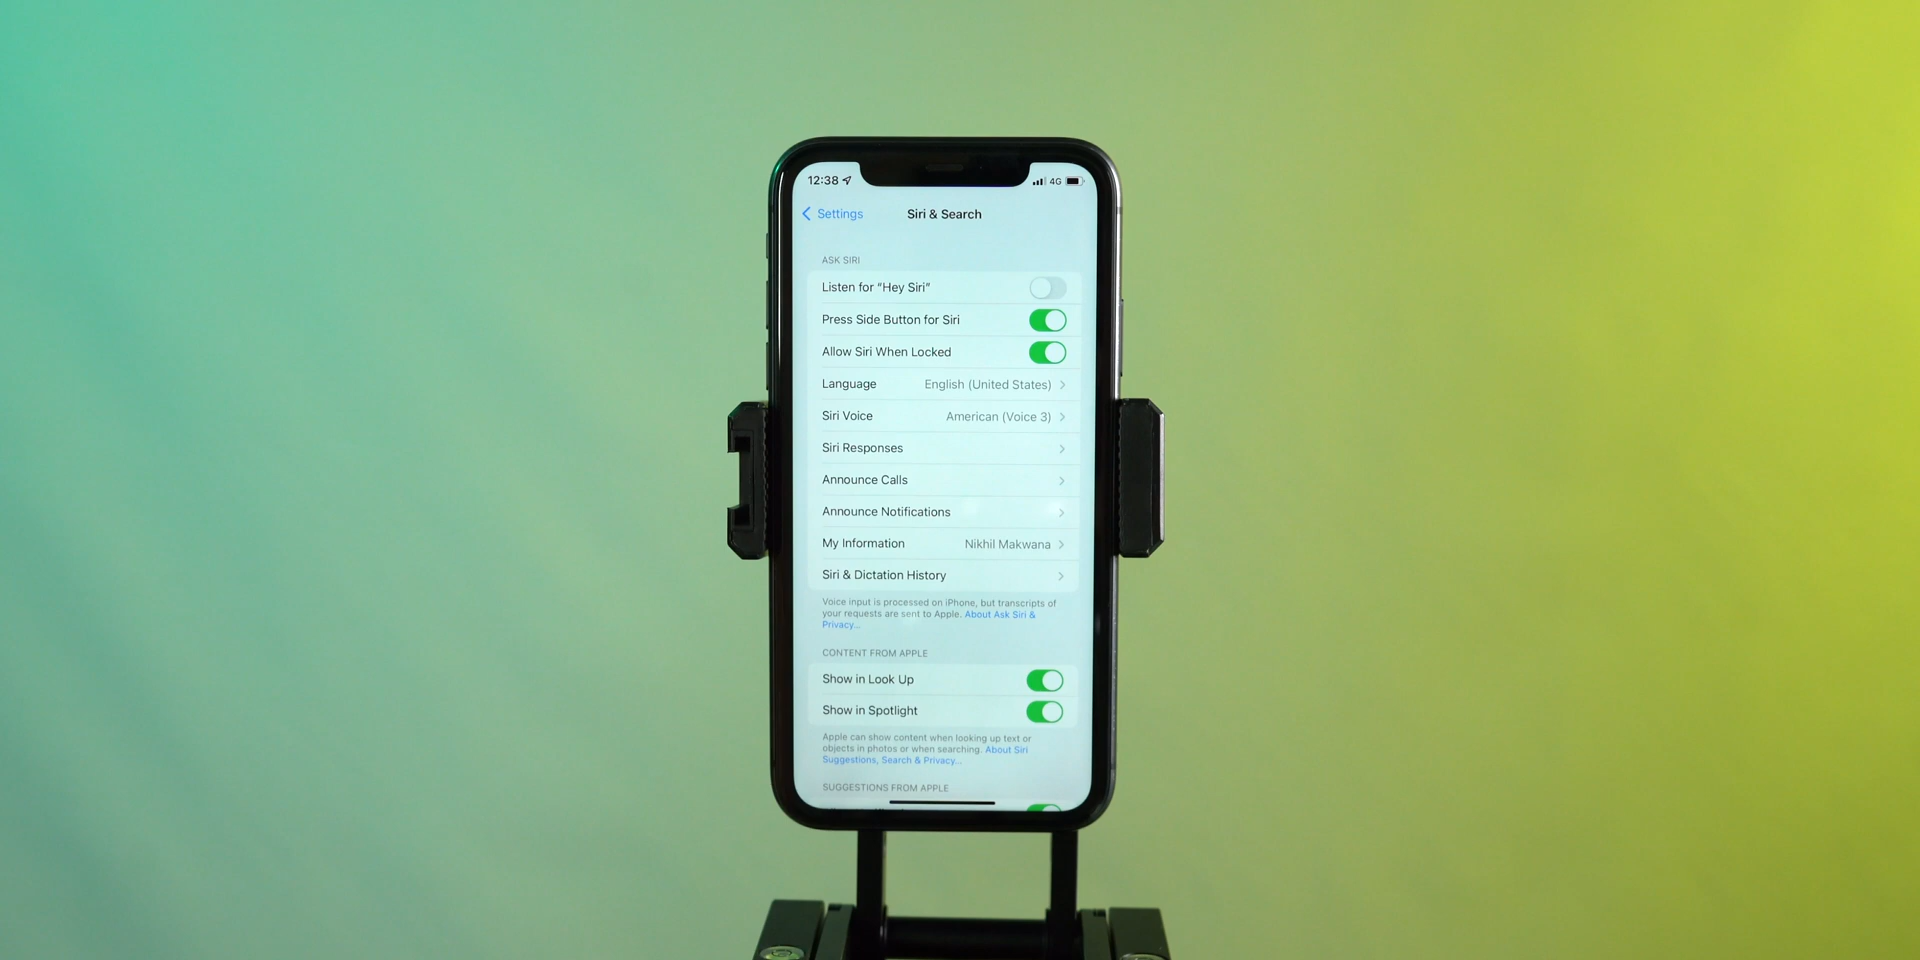 12:38 4G
Settings Siri & Search
ASK SIRI
Listen for “Hey Siri”
Press Side Button for Siri
Allow Siri When Locked
Language English (United States)
Siri Voice American (Voice 3)
Siri Responses
Announce Calls
Announce Notifications
My Information Nikhil Makwana
Siri & Dictation History
Voice input is processed on iPhone, but transcripts of
your requests are sent to Apple. About Ask Siri &
Privacy...
CONTENT FROM APPLE
Show in Look Up
Show in Spotlight
Apple can show content when looking up text or
objects in photos or when searching. About Siri
Suggestions, Search & Privacy...
SUGGESTIONS FROM APPLE